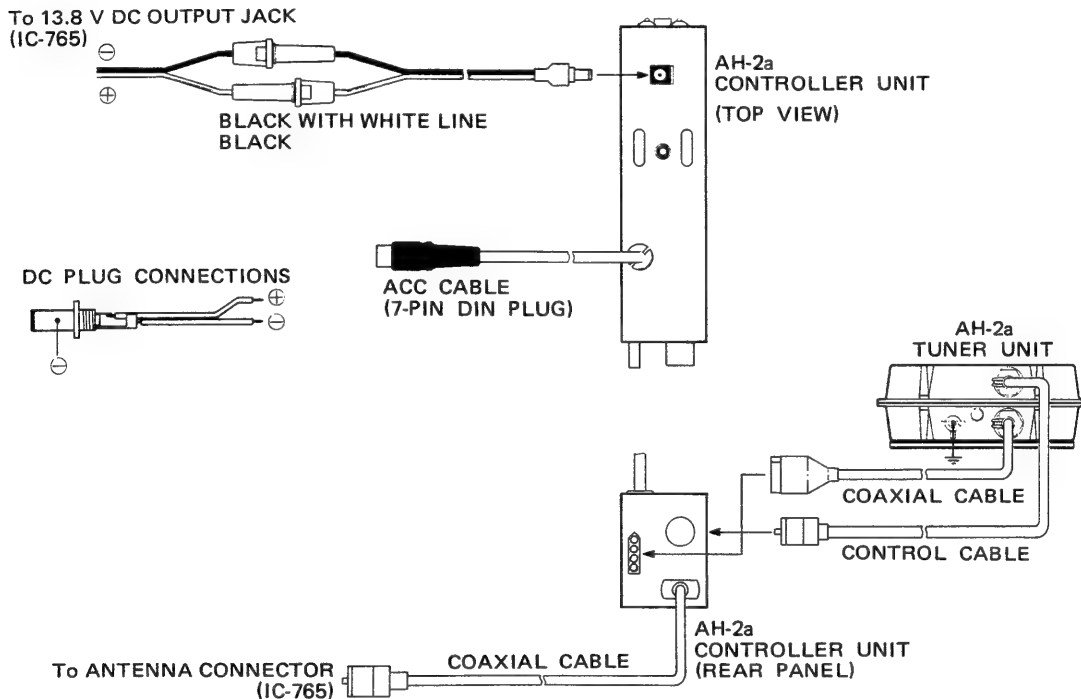 To 13.8 V DC OUTPUT JACK
(IC-765)
⊖
⊕
BLACK WITH WHITE LINE
BLACK
AH-2a
CONTROLLER UNIT
(TOP VIEW)
ACC CABLE
(7-PIN DIN PLUG)
DC PLUG CONNECTIONS
⊕
⊖
⊖
AH-2a
TUNER UNIT
COAXIAL CABLE
CONTROL CABLE
AH-2a
CONTROLLER UNIT
(REAR PANEL)
COAXIAL CABLE
To ANTENNA CONNECTOR
(IC-765)